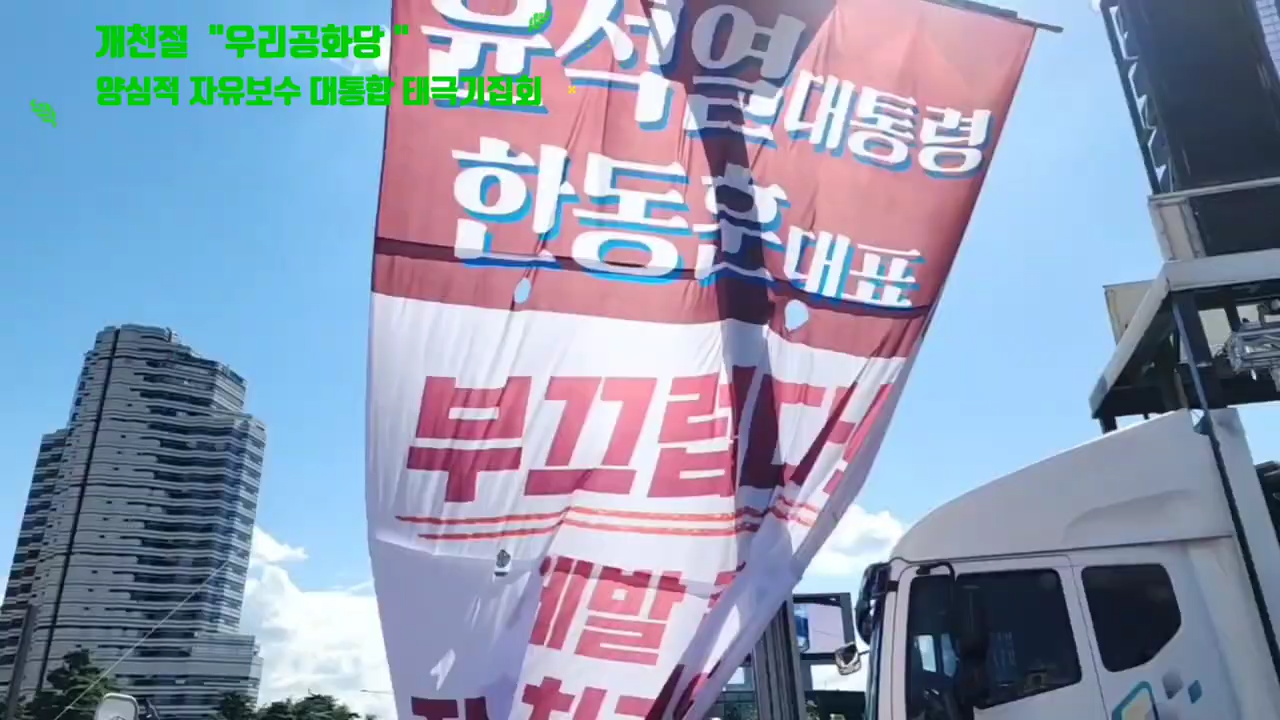 개천절 "우리공화당"
양심적 자유보수 대통합 태극기집회
윤석열대통령
한동훈대표
부끄럽다
제발